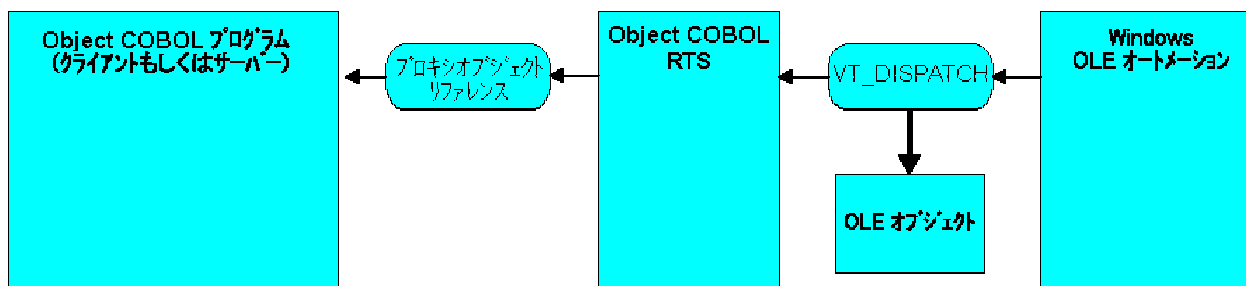 Object COBOL プログラム
（クライアントもしくはサーバー）
プロキシオブジェクト
リファレンス
Object COBOL
RTS
VT_DISPATCH
OLE オブジェクト
Windows
OLE オートメーション